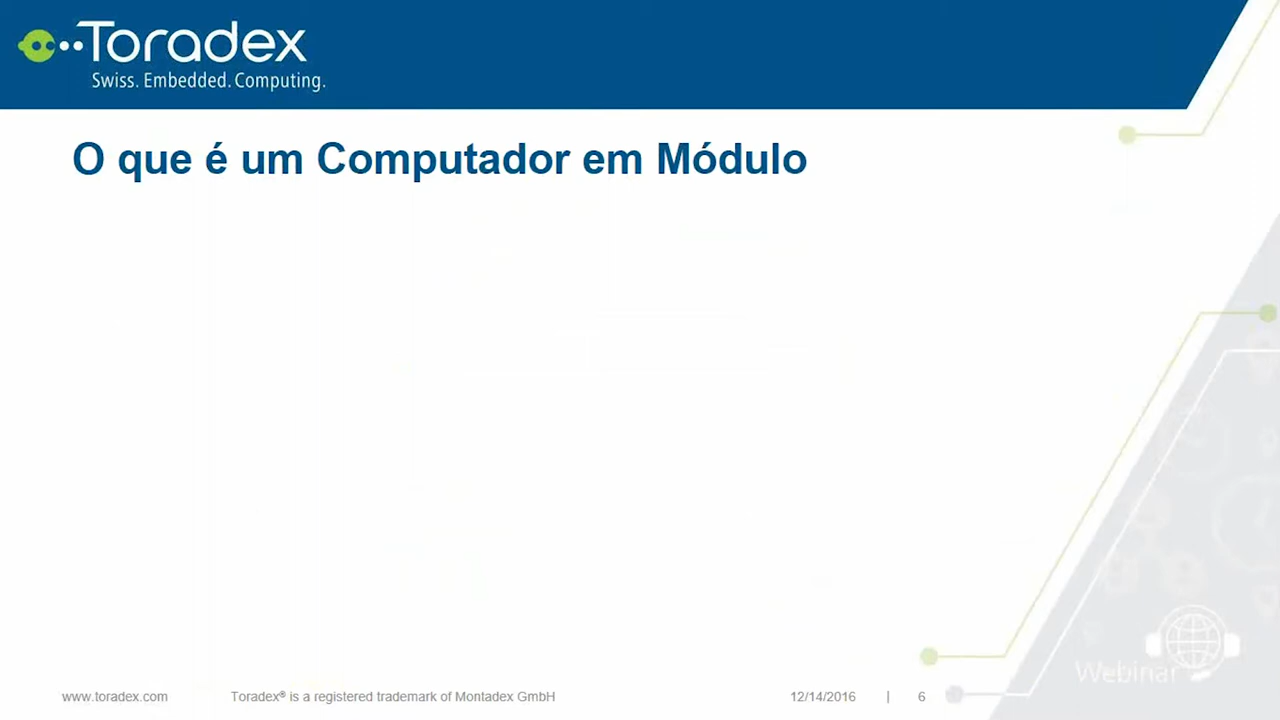 Toradex
Swiss. Embedded. Computing.
O que é um Computador em Módulo
Webinar
www.toradex.com
Toradex® is a registered trademark of Montadex GmbH
12/14/2016 | 6